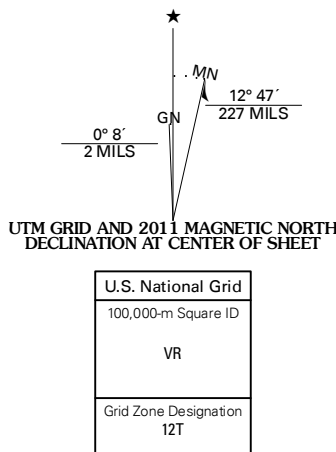 ★
MN
12° 47´
227 MILS
GN
0° 8´
2 MILS
UTM GRID AND 2011 MAGNETIC NORTH
DECLINATION AT CENTER OF SHEET
U.S. National Grid
100,000-m Square ID
VR
Grid Zone Designation
12T